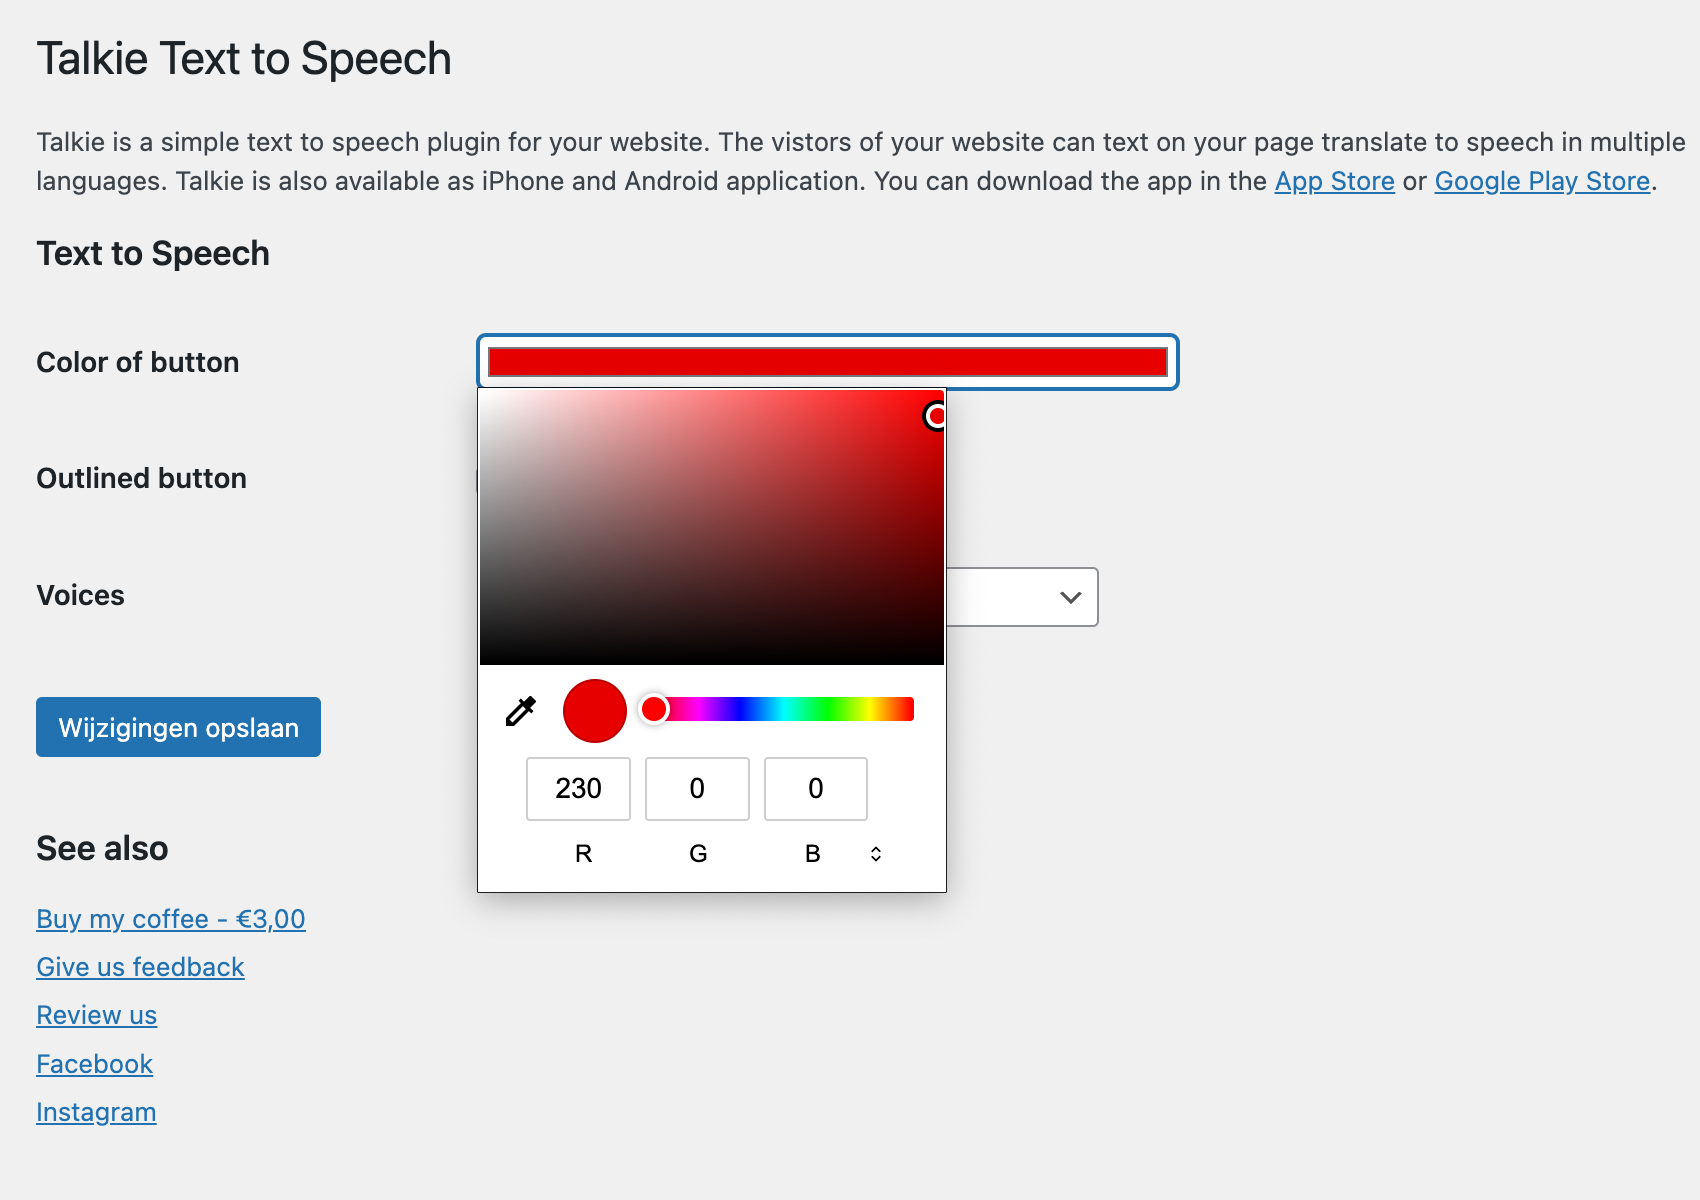 Talkie Text to Speech
Talkie is a simple text to speech plugin for your website. The vistors of your website can text on your page translate to speech in multiple
languages. Talkie is also available as iPhone and Android application. You can download the app in the App Store or Google Play Store.
Text to Speech
Color of button
Outlined button
Voices
230 0 0
R G B
Wijzigingen opslaan
See also
Buy my coffee - €3,00
Give us feedback
Review us
Facebook
Instagram